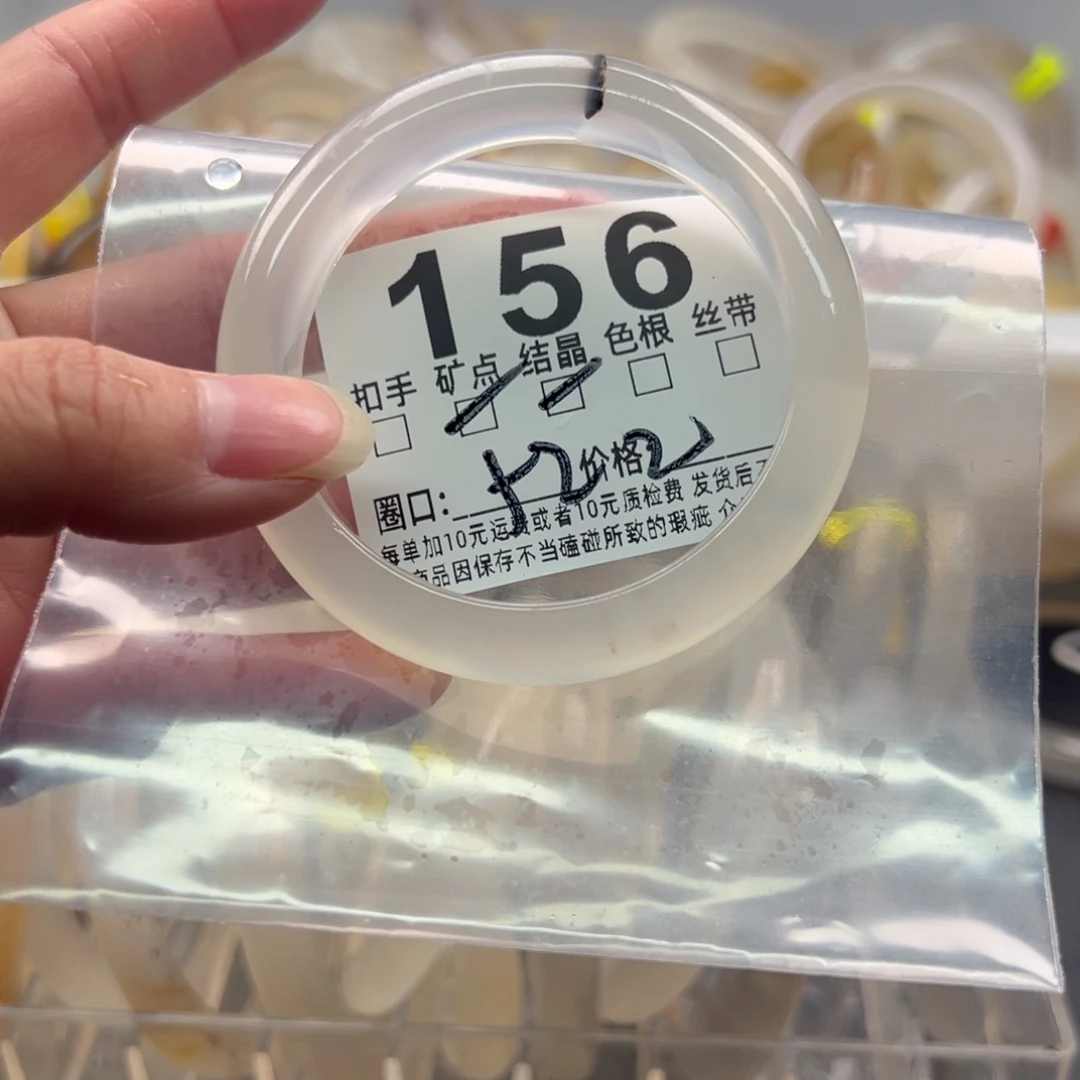 156
扣手 矿点 结晶 色根 丝带
圈口: 价格
每单加10元运费或者10元质检费 发货后不
商品因保存不当磕碰所致的瑕疵 介